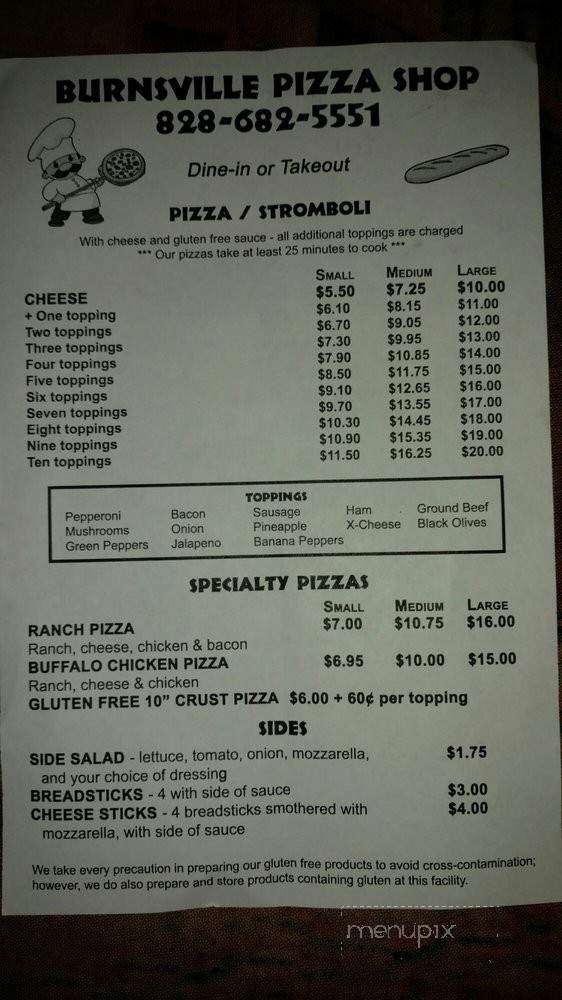 BURNSVILLE PIZZA SHOP
828-682-5551
Dine-in or Takeout
PIZZA / STROMBOLI
With cheese and gluten free sauce - all additional toppings are charged
*** Our pizzas take at least 25 minutes to cook ***
SMALL MEDIUM LARGE
CHEESE $5.50 $7.25 $10.00
+ One topping $6.10 $8.15 $11.00
Two toppings $6.70 $9.05 $12.00
Three toppings $7.30 $9.95 $13.00
Four toppings $7.90 $10.85 $14.00
Five toppings $8.50 $11.75 $15.00
Six toppings $9.10 $12.65 $16.00
Seven toppings $9.70 $13.55 $17.00
Eight toppings $10.30 $14.45 $18.00
Nine toppings $10.90 $15.35 $19.00
Ten toppings $11.50 $16.25 $20.00
TOPPINGS
Pepperoni Bacon Sausage Ham Ground Beef
Mushrooms Onion Pineapple X-Cheese Black Olives
Green Peppers Jalapeno Banana Peppers
SPECIALTY PIZZAS
SMALL MEDIUM LARGE
RANCH PIZZA $7.00 $10.75 $16.00
Ranch, cheese, chicken & bacon
BUFFALO CHICKEN PIZZA $6.95 $10.00 $15.00
Ranch, cheese & chicken
GLUTEN FREE 10" CRUST PIZZA $6.00 + 60¢ per topping
SIDES
SIDE SALAD - lettuce, tomato, onion, mozzarella, $1.75
and your choice of dressing
BREADSTICKS - 4 with side of sauce $3.00
CHEESE STICKS - 4 breadsticks smothered with $4.00
mozzarella, with side of sauce
We take every precaution in preparing our gluten free products to avoid cross-contamination;
however, we do also prepare and store products containing gluten at this facility.
menupix